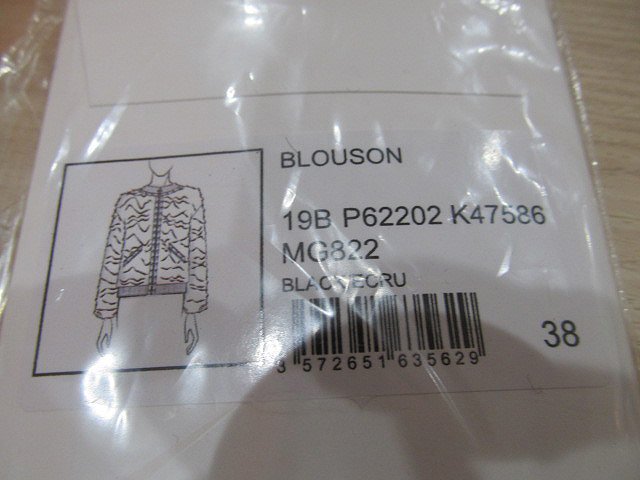 BLOUSON
19B P62202 K47586
MG822
BLACK/ECRU
38
3 572651 635629